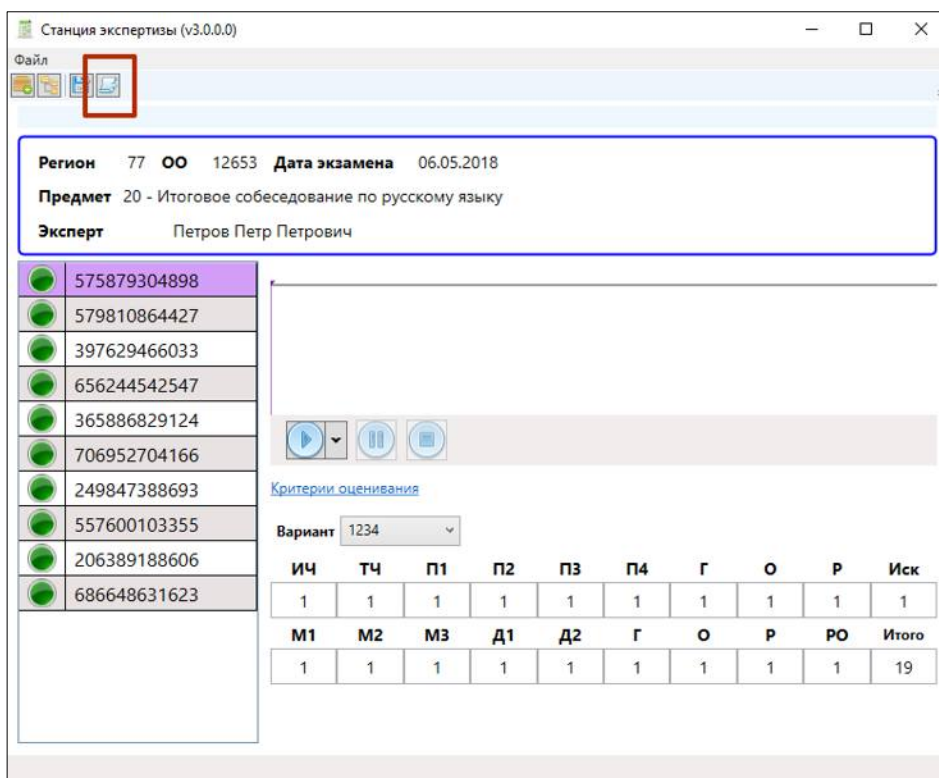 Станция экспертизы (v3.0.0.0)
Файл
Регион 77 ОО 12653 Дата экзамена 06.05.2018
Предмет 20 - Итоговое собеседование по русскому языку
Эксперт Петров Петр Петрович
575879304898
579810864427
397629466033
656244542547
365886829124
706952704166
249847388693
557600103355
206389188606
686648631623
Критерии оценивания
Вариант 1234
ИЧ ТЧ П1 П2 П3 П4 Г О Р Иск
1 1 1 1 1 1 1 1 1 1
М1 М2 М3 Д1 Д2 Г О Р РО Итого
1 1 1 1 1 1 1 1 1 19